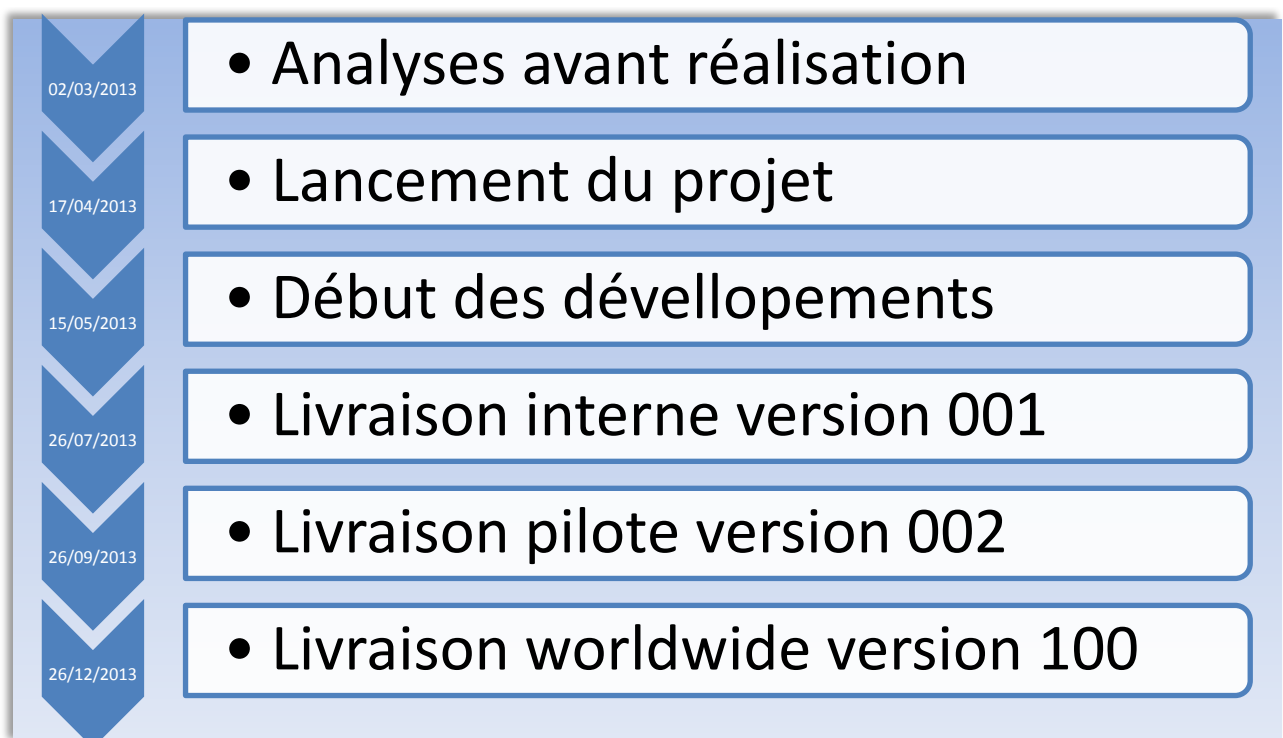 02/03/2013
• Analyses avant réalisation
17/04/2013
• Lancement du projet
15/05/2013
• Début des dévellopements
26/07/2013
• Livraison interne version 001
26/09/2013
• Livraison pilote version 002
26/12/2013
• Livraison worldwide version 100